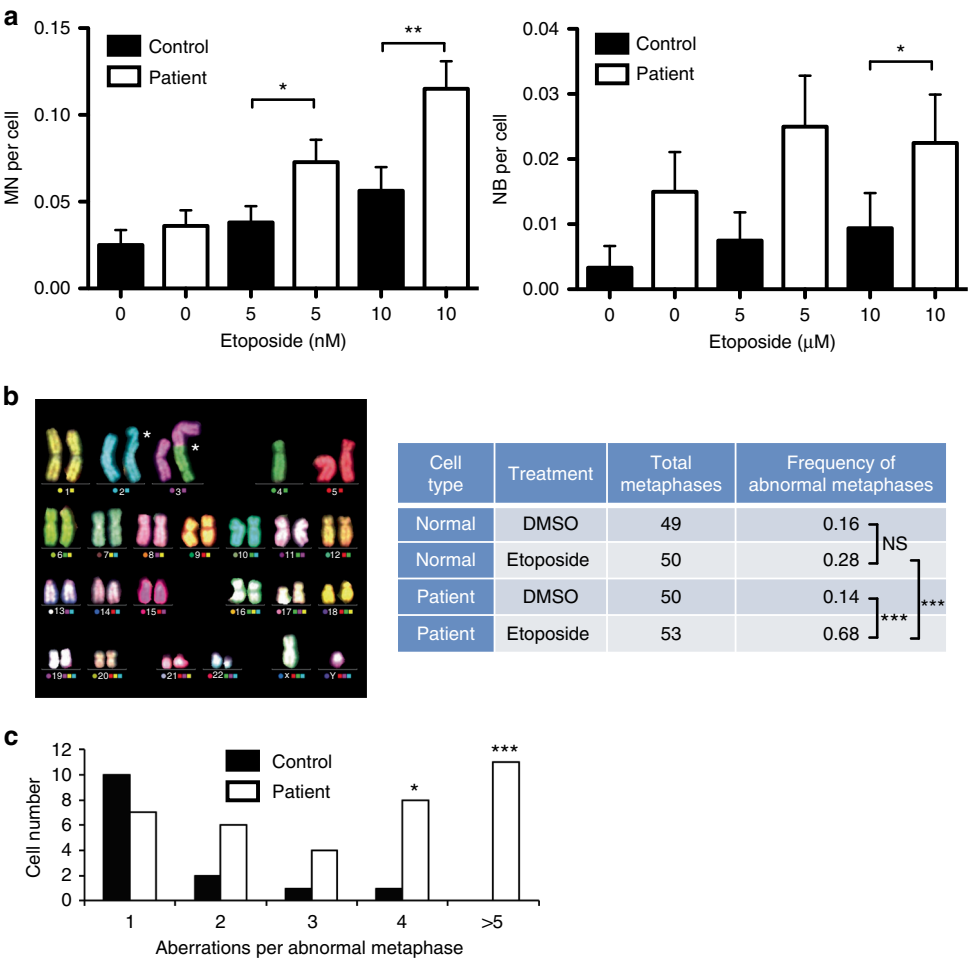 a
0.15
0.10
0.05
0.00
MN per cell
Control
Patient
*
**
0 0 5 5 10 10
Etoposide (nM)
0.04
0.03
0.02
0.01
0.00
NB per cell
Control
Patient
*
0 0 5 5 10 10
Etoposide (μM)
b
* *
1 2 3 4 5
6 7 8 9 10 11 12
13 14 15 16 17 18
19 20 21 22 X Y
Cell type Treatment Total metaphases Frequency of abnormal metaphases
Normal DMSO 49 0.16
Normal Etoposide 50 0.28
Patient DMSO 50 0.14
Patient Etoposide 53 0.68
NS
***
***
c
12
10
8
6
4
2
0
Cell number
Control
Patient
*
***
1 2 3 4 >5
Aberrations per abnormal metaphase